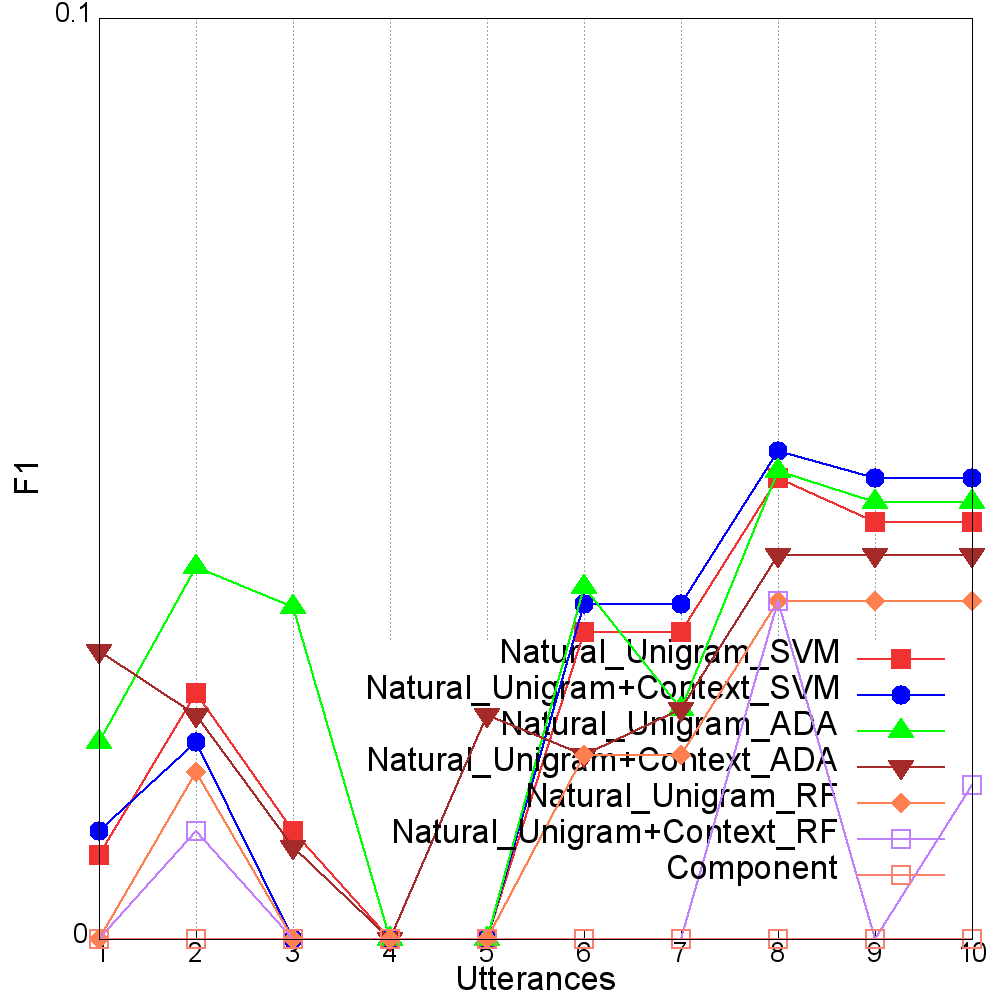 0.1
F1
Natural_Unigram_SVM
Natural_Unigram+Context_SVM
Natural_Unigram_ADA
Natural_Unigram+Context_ADA
Natural_Unigram_RF
Natural_Unigram+Context_RF
Component
0
1 2 3 4 5 6 7 8 9 10
Utterances